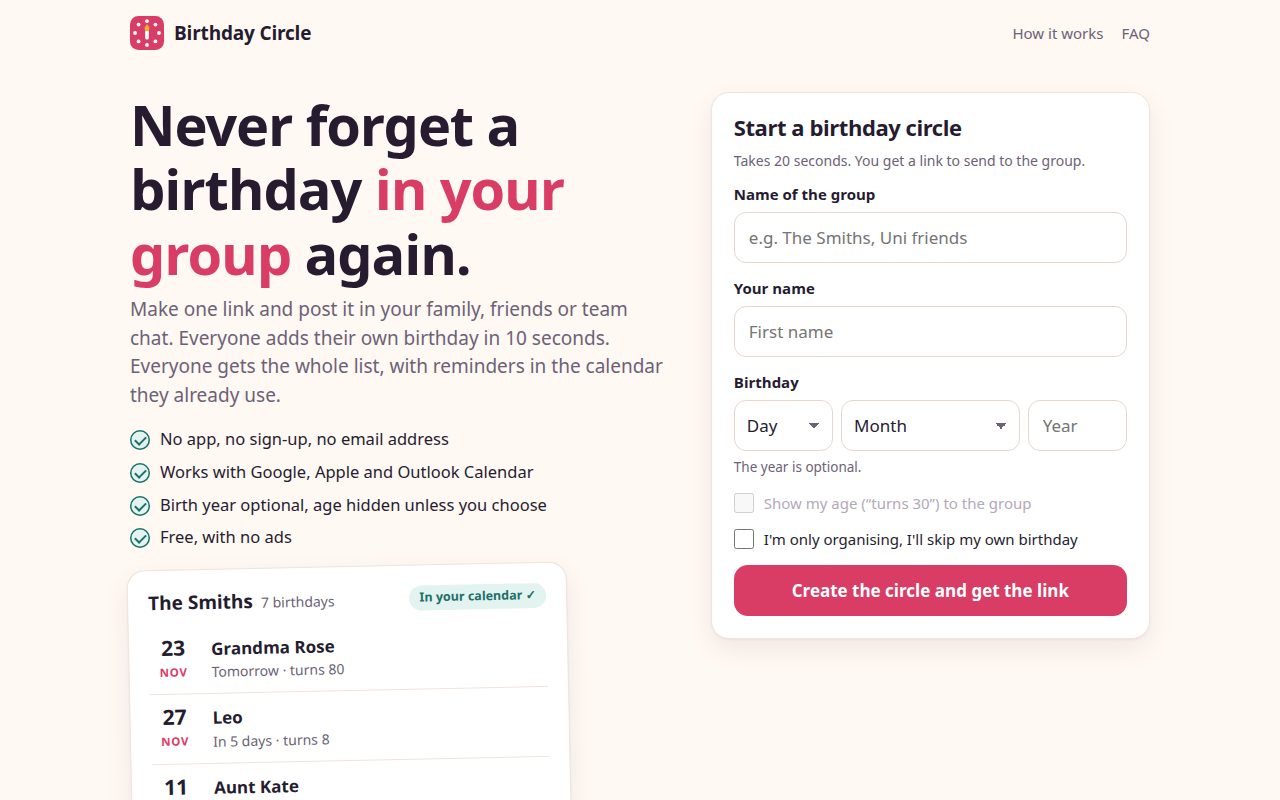 Birthday Circle
How it works
FAQ
Never forget a
birthday in your
group again.
Make one link and post it in your family, friends or team
chat. Everyone adds their own birthday in 10 seconds.
Everyone gets the whole list, with reminders in the calendar
they already use.
No app, no sign-up, no email address
Works with Google, Apple and Outlook Calendar
Birth year optional, age hidden unless you choose
Free, with no ads
The Smiths 7 birthdays
In your calendar ✓
23 Grandma Rose
NOV Tomorrow · turns 80
27 Leo
NOV In 5 days · turns 8
11 Aunt Kate
Start a birthday circle
Takes 20 seconds. You get a link to send to the group.
Name of the group
e.g. The Smiths, Uni friends
Your name
First name
Birthday
Day
Month
Year
The year is optional.
Show my age (“turns 30”) to the group
I'm only organising, I'll skip my own birthday
Create the circle and get the link